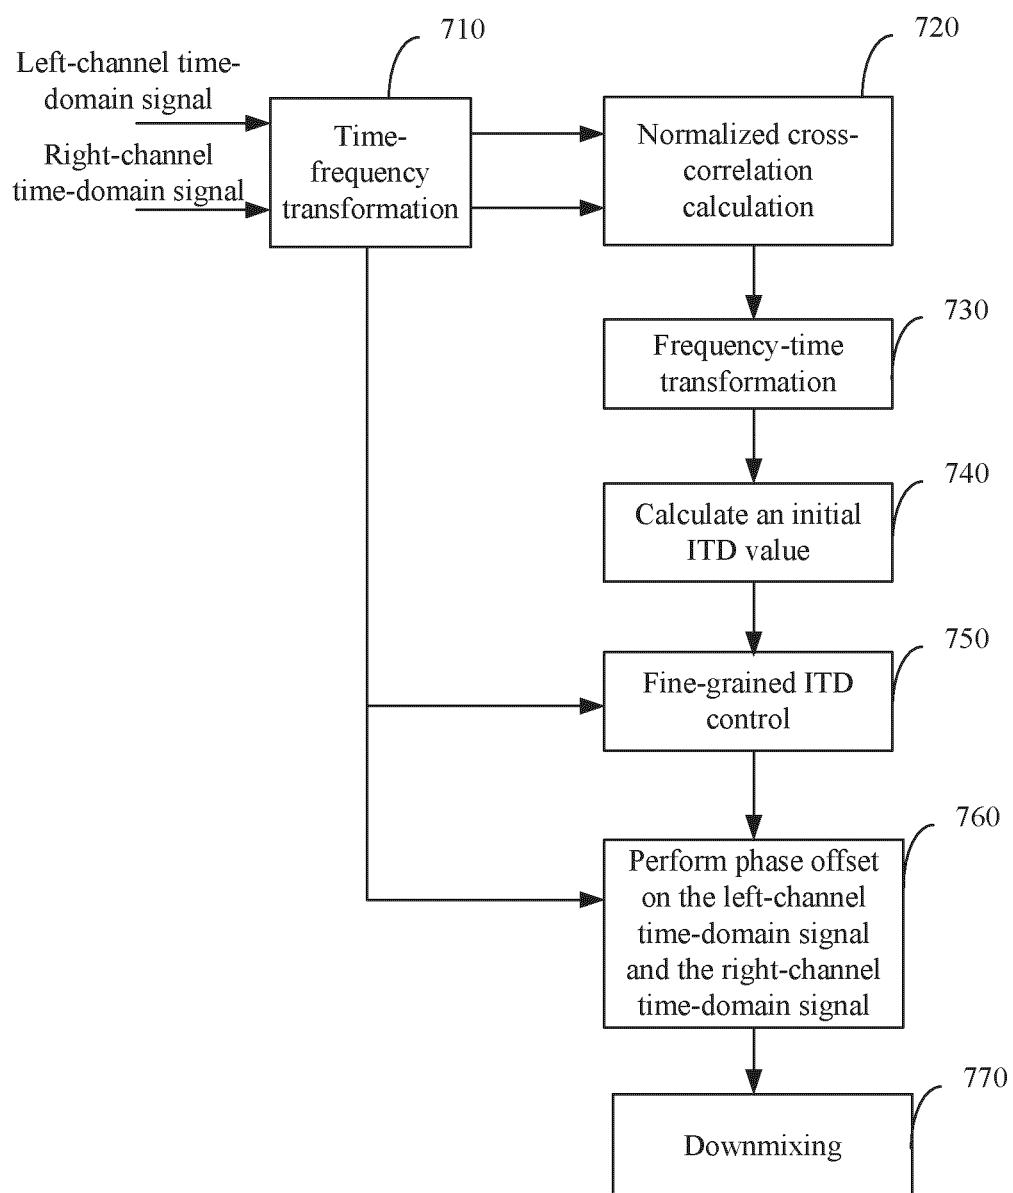 710
720
Left-channel time-
domain signal
Right-channel
time-domain signal
Time-
frequency
transformation
Normalized cross-
correlation
calculation
730
Frequency-time
transformation
740
Calculate an initial
ITD value
750
Fine-grained ITD
control
760
Perform phase offset
on the left-channel
time-domain signal
and the right-channel
time-domain signal
770
Downmixing